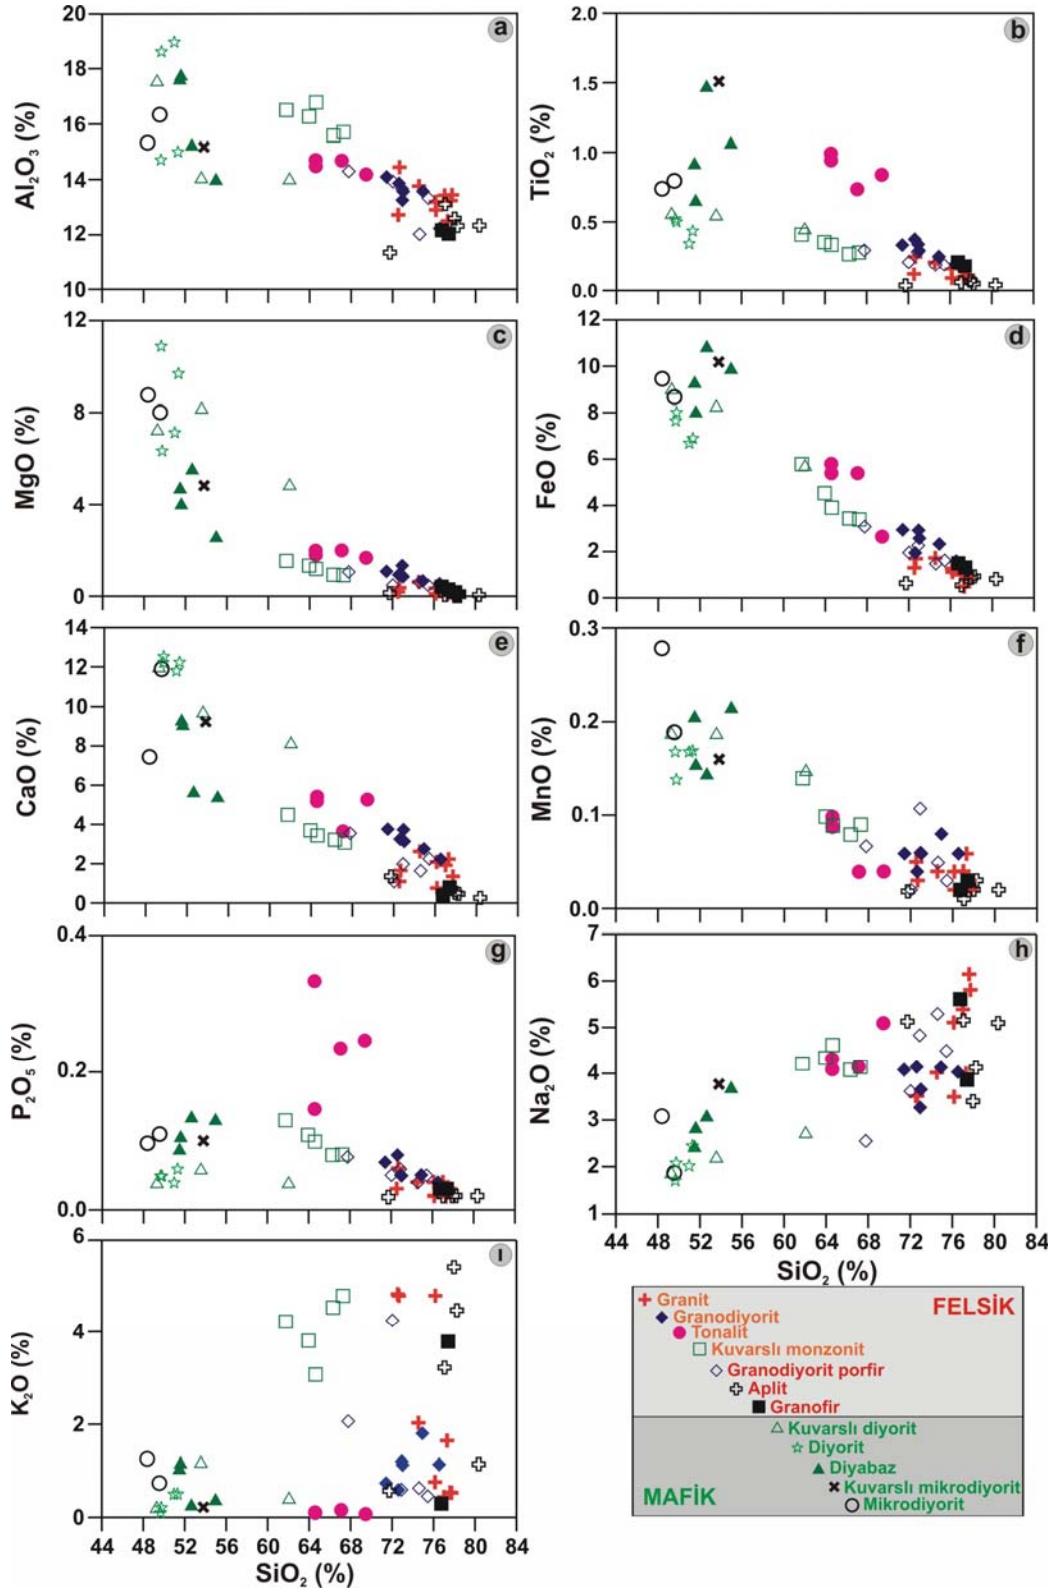 20
18
16
14
12
10
Al₂O₃ (%)
a
2.0
1.5
1.0
0.5
0.0
TiO₂ (%)
b
12
8
4
0
MgO (%)
c
12
10
8
6
4
2
0
FeO (%)
d
14
12
10
8
6
4
2
0
CaO (%)
e
0.3
0.2
0.1
0.0
MnO (%)
f
0.4
0.2
0.0
P₂O₅ (%)
g
7
6
5
4
3
2
1
Na₂O (%)
h
44 48 52 56 60 64 68 72 76 80 84
SiO₂ (%)
6
4
2
0
K₂O (%)
ı
44 48 52 56 60 64 68 72 76 80 84
SiO₂ (%)
FELSİK
Granit
Granodiyorit
Tonalit
Kuvarslı monzonit
Granodiyorit porfir
Aplit
Granofir
Kuvarslı diyorit
Diyorit
Diyabaz
Kuvarslı mikrodiyorit
Mikrodiyorit
MAFİK